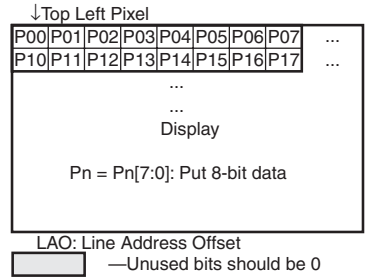 ↓Top Left Pixel
P00 P01 P02 P03 P04 P05 P06 P07 ...
P10 P11 P12 P13 P14 P15 P16 P17 ...
...
...
Display
Pn = Pn[7:0]: Put 8-bit data
LAO: Line Address Offset
—Unused bits should be 0